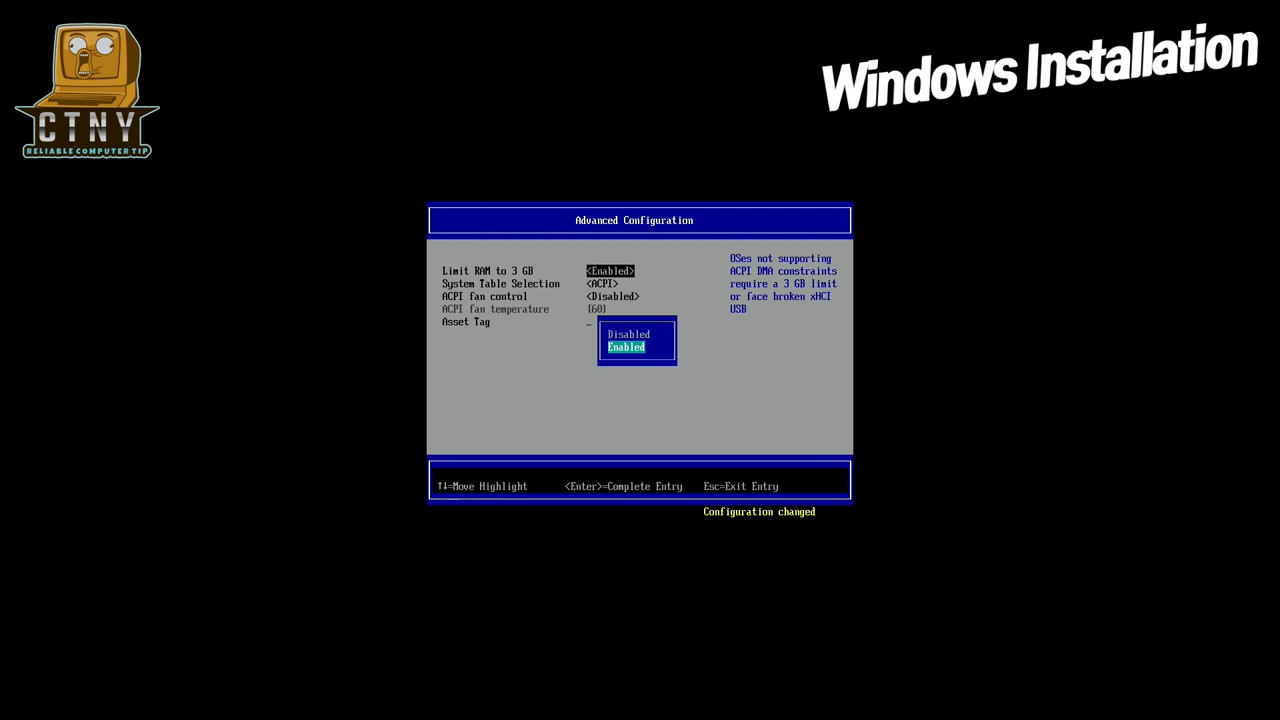 CTNY
RELIABLE COMPUTER TIP
Windows Installation
Advanced Configuration
Limit RAM to 3 GB <Enabled>
System Table Selection <ACPI>
ACPI fan control <Disabled>
ACPI fan temperature [60]
Asset Tag _
OSes not supporting
ACPI DMA constraints
require a 3 GB limit
or face broken xHCI
USB
Disabled
Enabled
↑↓=Move Highlight <Enter>=Complete Entry Esc=Exit Entry
Configuration changed